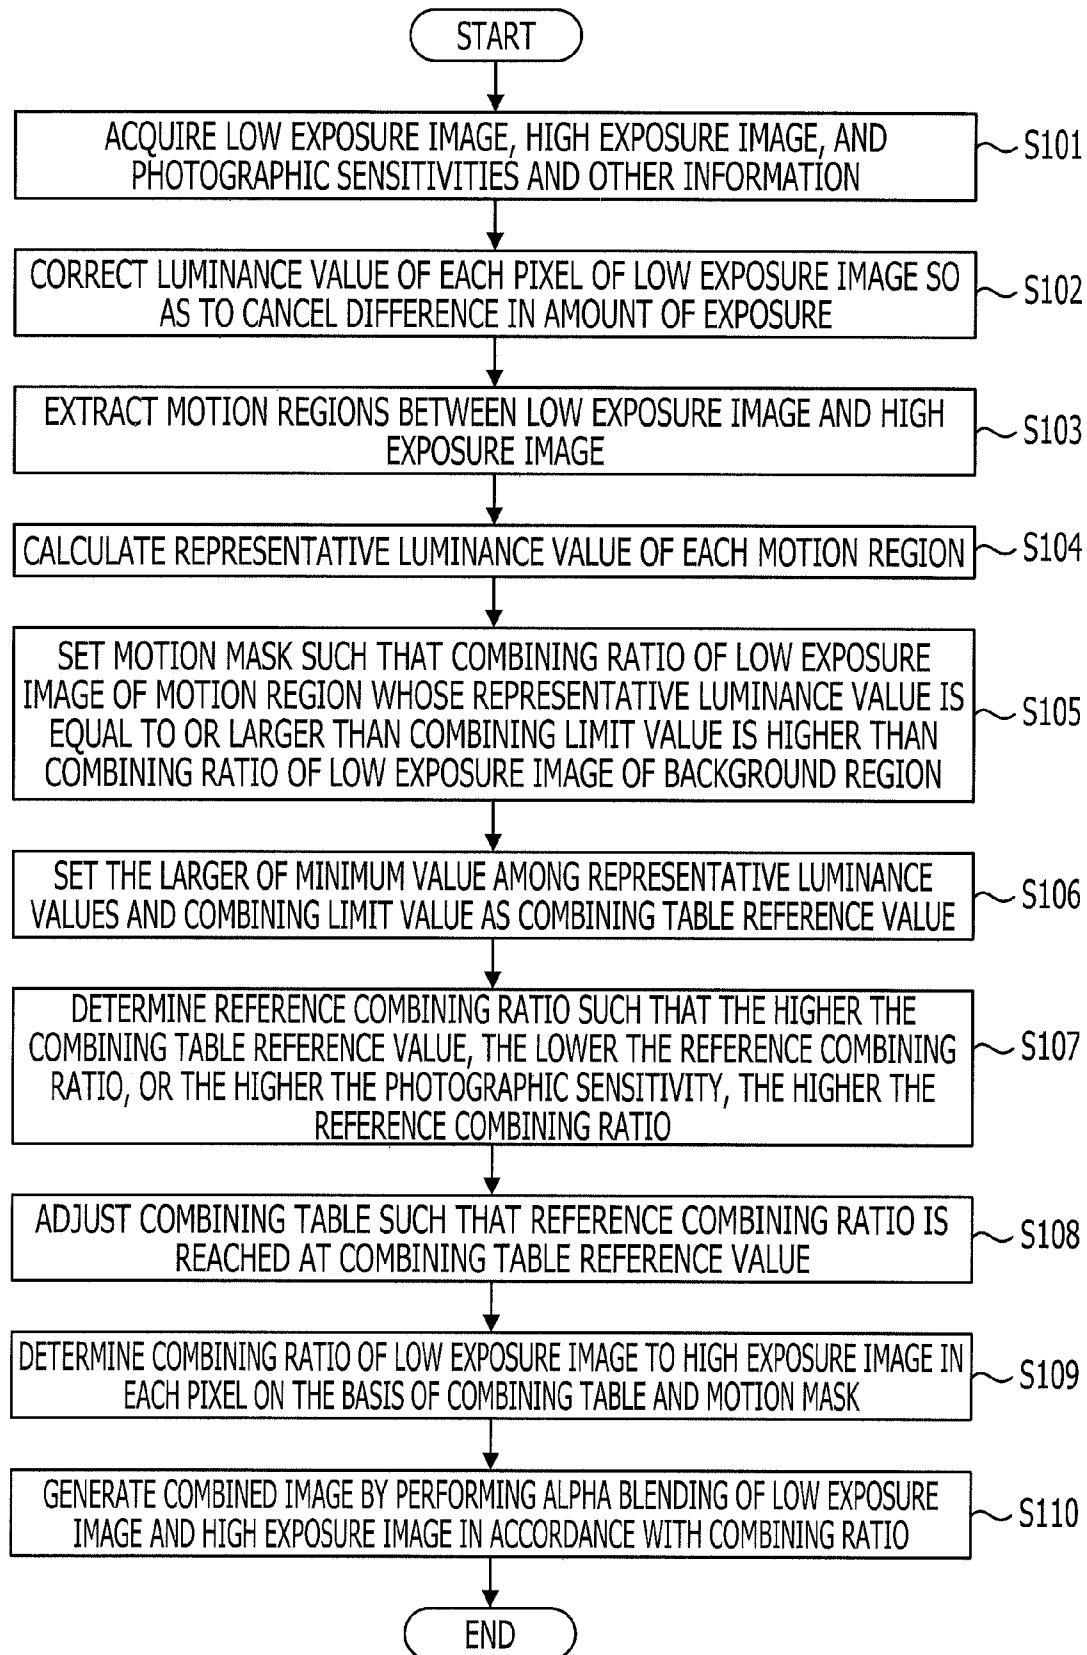 START
ACQUIRE LOW EXPOSURE IMAGE, HIGH EXPOSURE IMAGE, AND
PHOTOGRAPHIC SENSITIVITIES AND OTHER INFORMATION
S101
CORRECT LUMINANCE VALUE OF EACH PIXEL OF LOW EXPOSURE IMAGE SO
AS TO CANCEL DIFFERENCE IN AMOUNT OF EXPOSURE
S102
EXTRACT MOTION REGIONS BETWEEN LOW EXPOSURE IMAGE AND HIGH
EXPOSURE IMAGE
S103
CALCULATE REPRESENTATIVE LUMINANCE VALUE OF EACH MOTION REGION
S104
SET MOTION MASK SUCH THAT COMBINING RATIO OF LOW EXPOSURE
IMAGE OF MOTION REGION WHOSE REPRESENTATIVE LUMINANCE VALUE IS
EQUAL TO OR LARGER THAN COMBINING LIMIT VALUE IS HIGHER THAN
COMBINING RATIO OF LOW EXPOSURE IMAGE OF BACKGROUND REGION
S105
SET THE LARGER OF MINIMUM VALUE AMONG REPRESENTATIVE LUMINANCE
VALUES AND COMBINING LIMIT VALUE AS COMBINING TABLE REFERENCE VALUE
S106
DETERMINE REFERENCE COMBINING RATIO SUCH THAT THE HIGHER THE
COMBINING TABLE REFERENCE VALUE, THE LOWER THE REFERENCE COMBINING
RATIO, OR THE HIGHER THE PHOTOGRAPHIC SENSITIVITY, THE HIGHER THE
REFERENCE COMBINING RATIO
S107
ADJUST COMBINING TABLE SUCH THAT REFERENCE COMBINING RATIO IS
REACHED AT COMBINING TABLE REFERENCE VALUE
S108
DETERMINE COMBINING RATIO OF LOW EXPOSURE IMAGE TO HIGH EXPOSURE IMAGE IN
EACH PIXEL ON THE BASIS OF COMBINING TABLE AND MOTION MASK
S109
GENERATE COMBINED IMAGE BY PERFORMING ALPHA BLENDING OF LOW EXPOSURE
IMAGE AND HIGH EXPOSURE IMAGE IN ACCORDANCE WITH COMBINING RATIO
S110
END